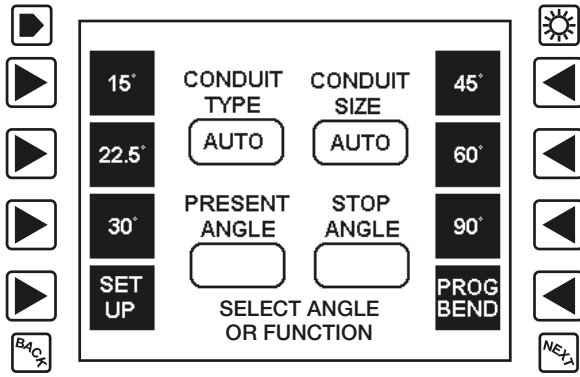 15°
22.5°
30°
SET
UP
CONDUIT
TYPE
AUTO
CONDUIT
SIZE
AUTO
PRESENT
ANGLE
STOP
ANGLE
SELECT ANGLE
OR FUNCTION
45°
60°
90°
PROG
BEND
BACK
NEXT